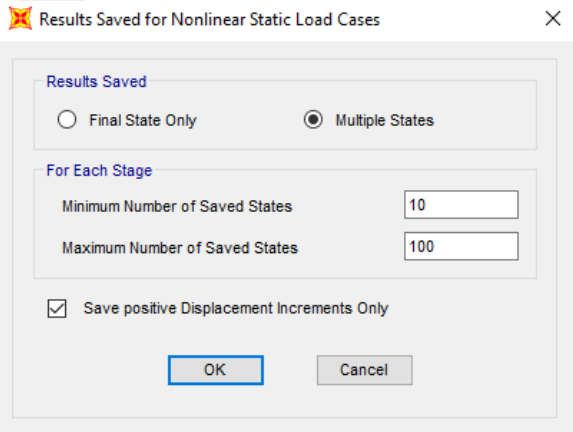 Results Saved for Nonlinear Static Load Cases
Results Saved
Final State Only
Multiple States
For Each Stage
Minimum Number of Saved States
10
Maximum Number of Saved States
100
Save positive Displacement Increments Only
OK
Cancel